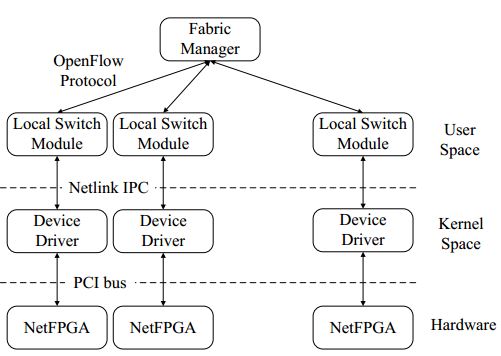 Fabric
Manager
OpenFlow
Protocol
Local Switch
Module
Local Switch
Module
Local Switch
Module
User
Space
Netlink IPC
Device
Driver
Device
Driver
Device
Driver
Kernel
Space
PCI bus
NetFPGA
NetFPGA
NetFPGA
Hardware